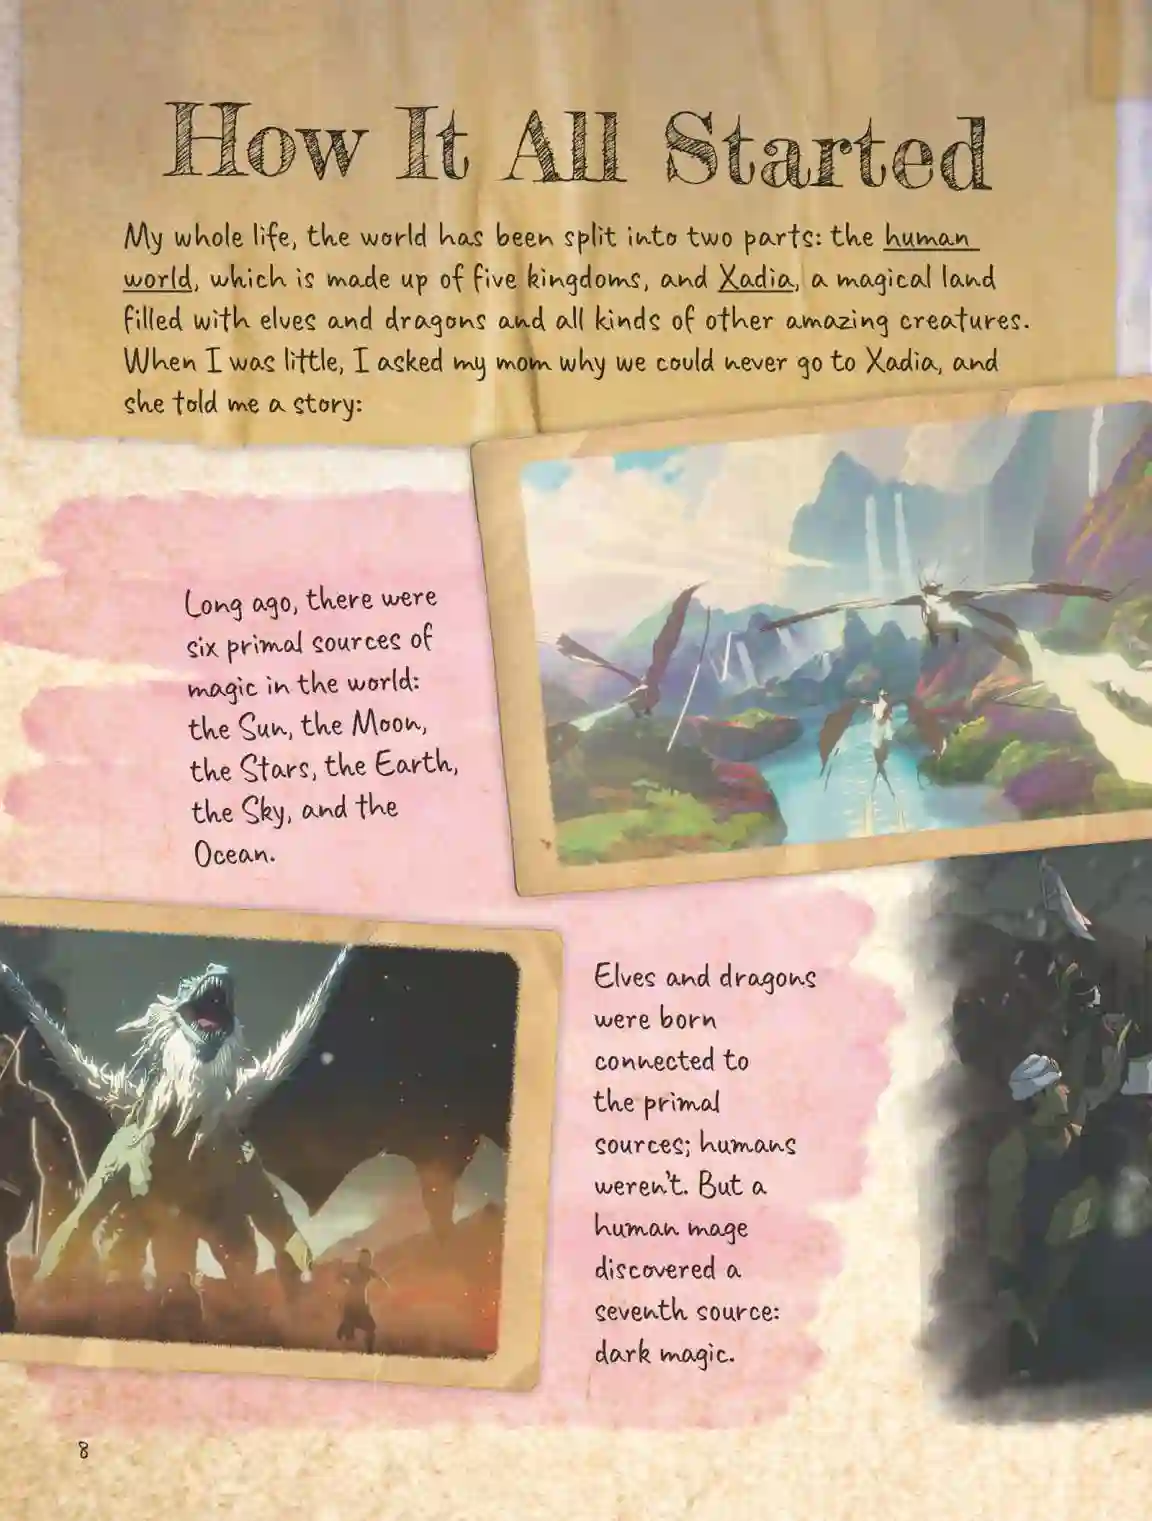 How It All Started
My whole life, the world has been split into two parts: the human
world, which is made up of five kingdoms, and Xadia, a magical land
filled with elves and dragons and all kinds of other amazing creatures.
When I was little, I asked my mom why we could never go to Xadia, and
she told me a story:
Long ago, there were
six primal sources of
magic in the world:
the Sun, the Moon,
the Stars, the Earth,
the Sky, and the
Ocean.
Elves and dragons
were born
connected to
the primal
sources; humans
weren't. But a
human mage
discovered a
seventh source:
dark magic.
8